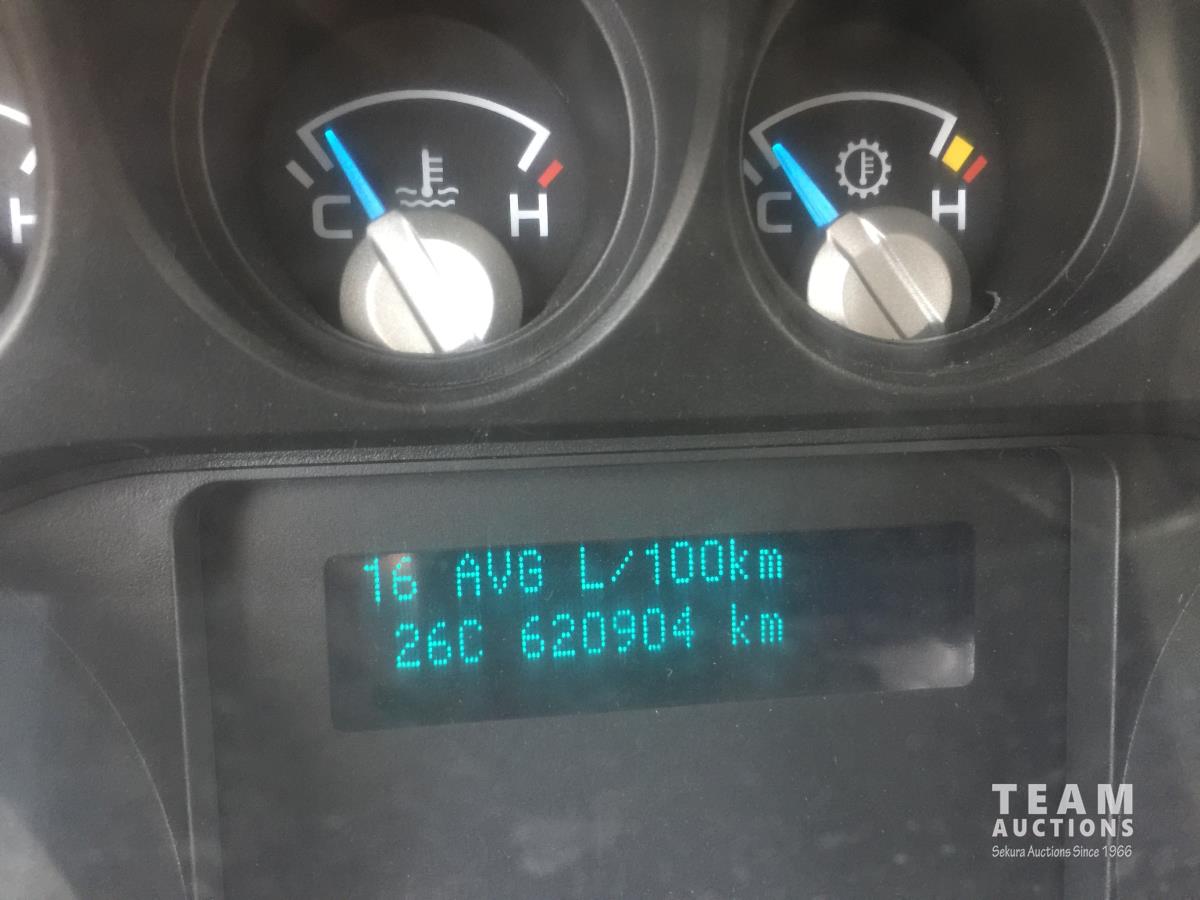 H
C
H
C
H
16 AVG L/100km
26C 620904 km
TEAM
AUCTIONS
Sekura Auctions Since 1966